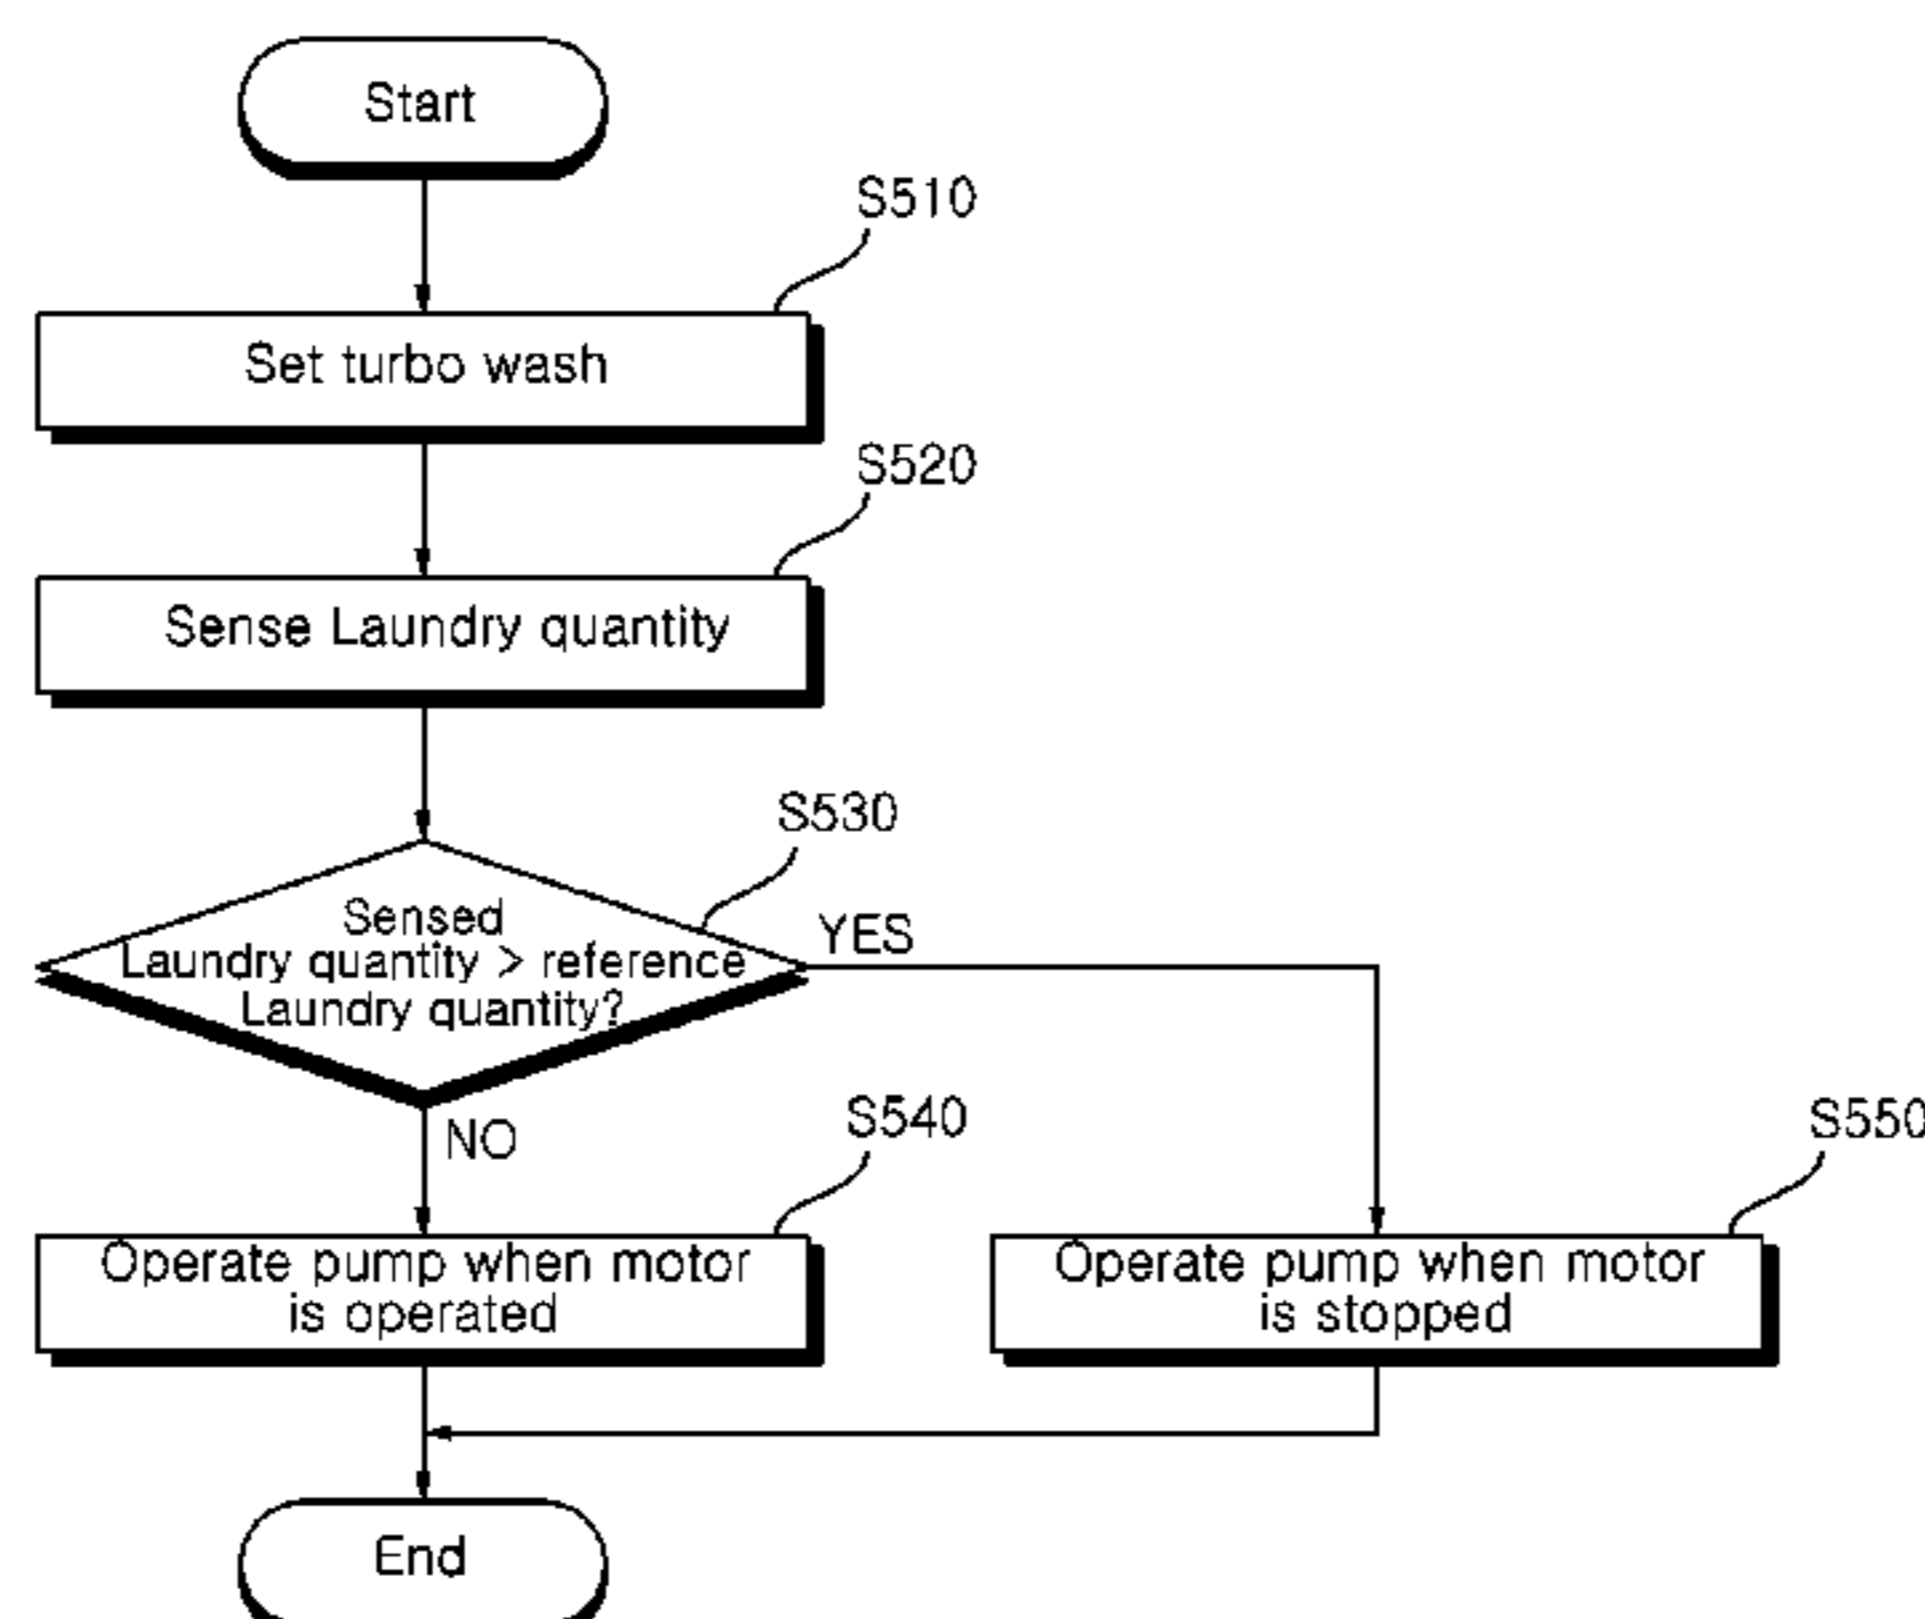 Start
S510
Set turbo wash
S520
Sense Laundry quantity
S530
Sensed
Laundry quantity > reference
Laundry quantity?
YES
NO
S540
S550
Operate pump when motor
is operated
Operate pump when motor
is stopped
End